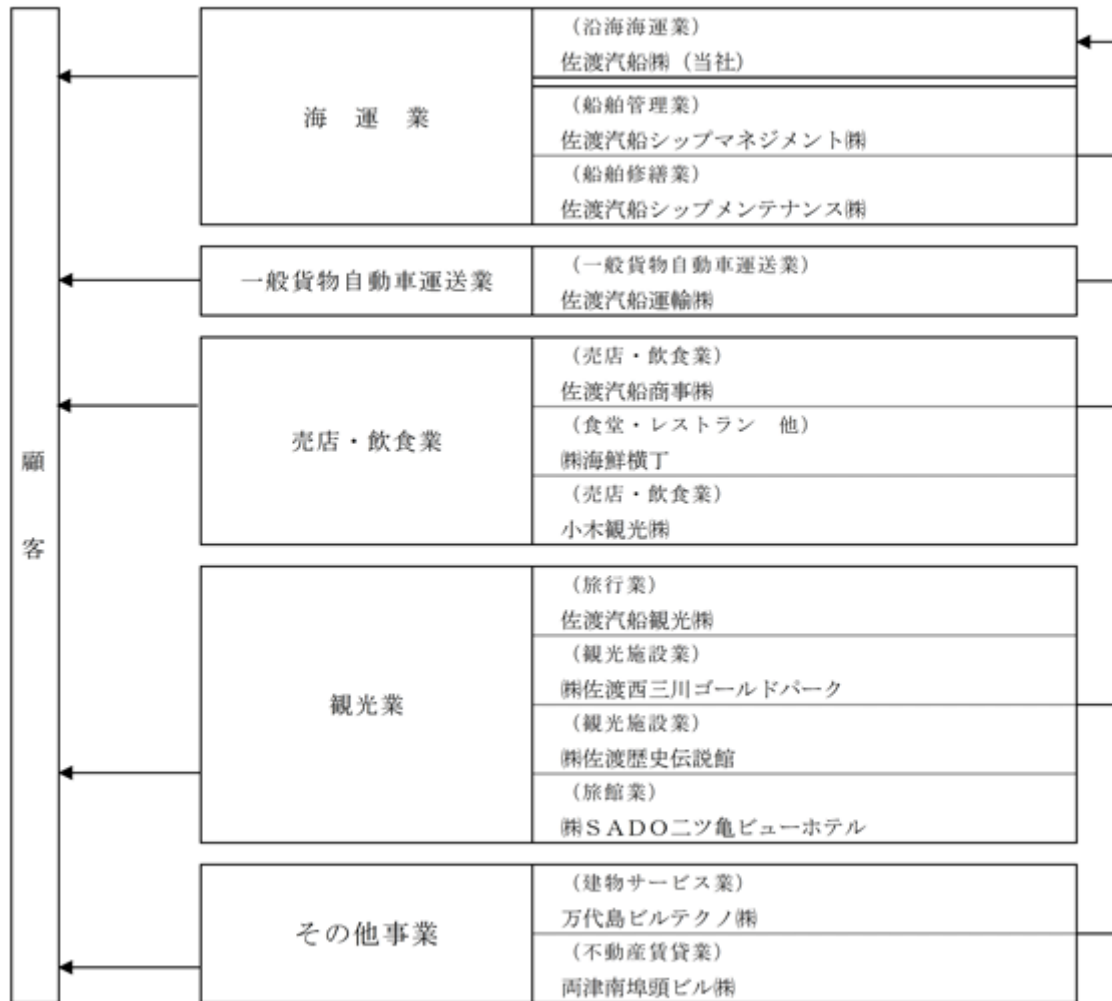 顧客
海 運 業
(沿海海運業)
佐渡汽船㈱ (当社)
(船舶管理業)
佐渡汽船シップマネジメント㈱
(船舶修繕業)
佐渡汽船シップメンテナンス㈱
一般貨物自動車運送業
(一般貨物自動車運送業)
佐渡汽船運輸㈱
売店・飲食業
(売店・飲食業)
佐渡汽船商事㈱
(食堂・レストラン 他)
㈱海鮮横丁
(売店・飲食業)
小木観光㈱
観光業
(旅行業)
佐渡汽船観光㈱
(観光施設業)
㈱佐渡西三川ゴールドパーク
(観光施設業)
㈱佐渡歴史伝説館
(旅館業)
㈱ＳＡＤＯ二ツ亀ビューホテル
その他事業
(建物サービス業)
万代島ビルテクノ㈱
(不動産賃貸業)
両津南埠頭ビル㈱